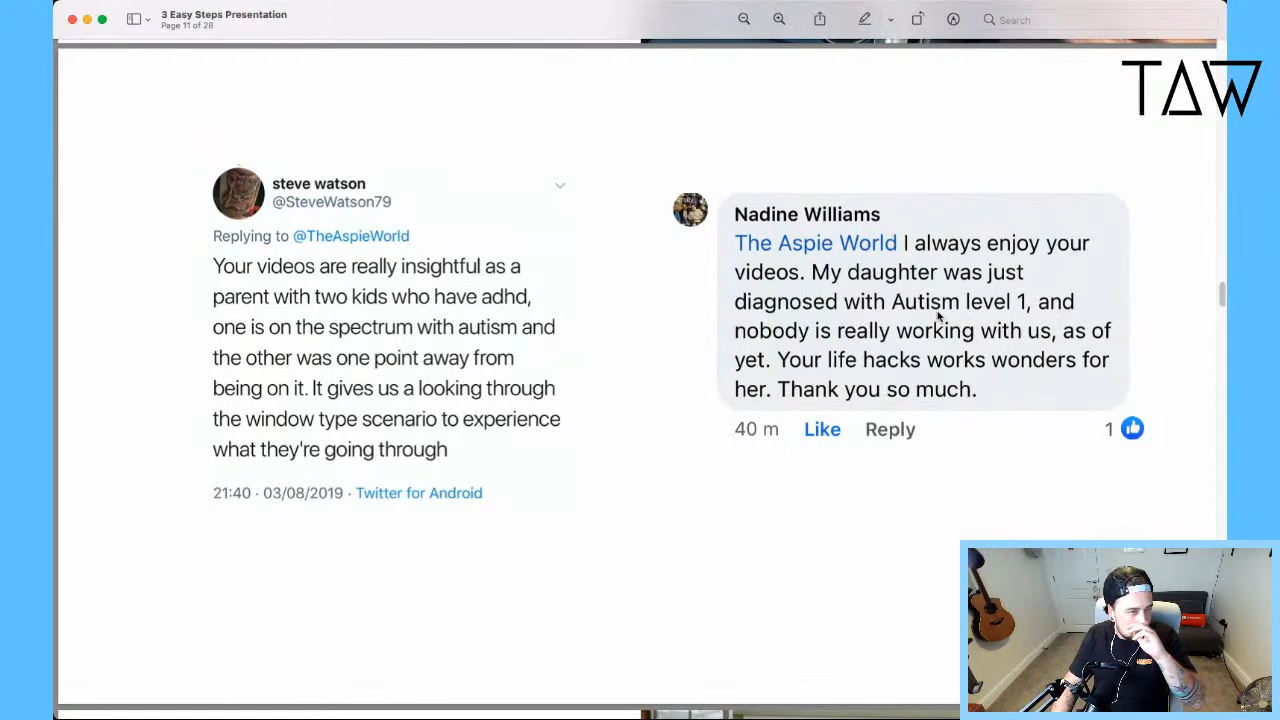 3 Easy Steps Presentation
Page 11 of 28
Search
TAW
steve watson
@SteveWatson79
Replying to @TheAspieWorld
Your videos are really insightful as a
parent with two kids who have adhd,
one is on the spectrum with autism and
the other was one point away from
being on it. It gives us a looking through
the window type scenario to experience
what they're going through
21:40 · 03/08/2019 · Twitter for Android
Nadine Williams
The Aspie World I always enjoy your
videos. My daughter was just
diagnosed with Autism level 1, and
nobody is really working with us, as of
yet. Your life hacks works wonders for
her. Thank you so much.
40 m Like Reply 1